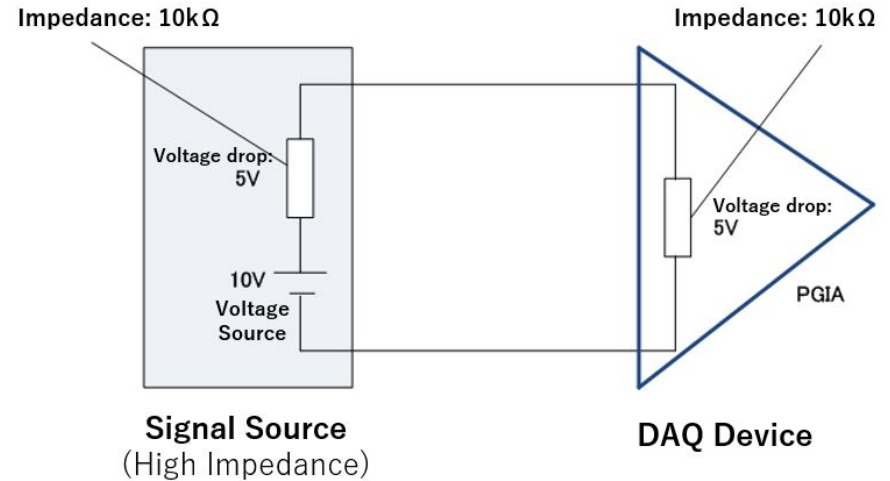 Impedance: 10kΩ
Impedance: 10kΩ
Voltage drop:
5V
Voltage drop:
5V
10V
Voltage
Source
PGIA
Signal Source
(High Impedance)
DAQ Device